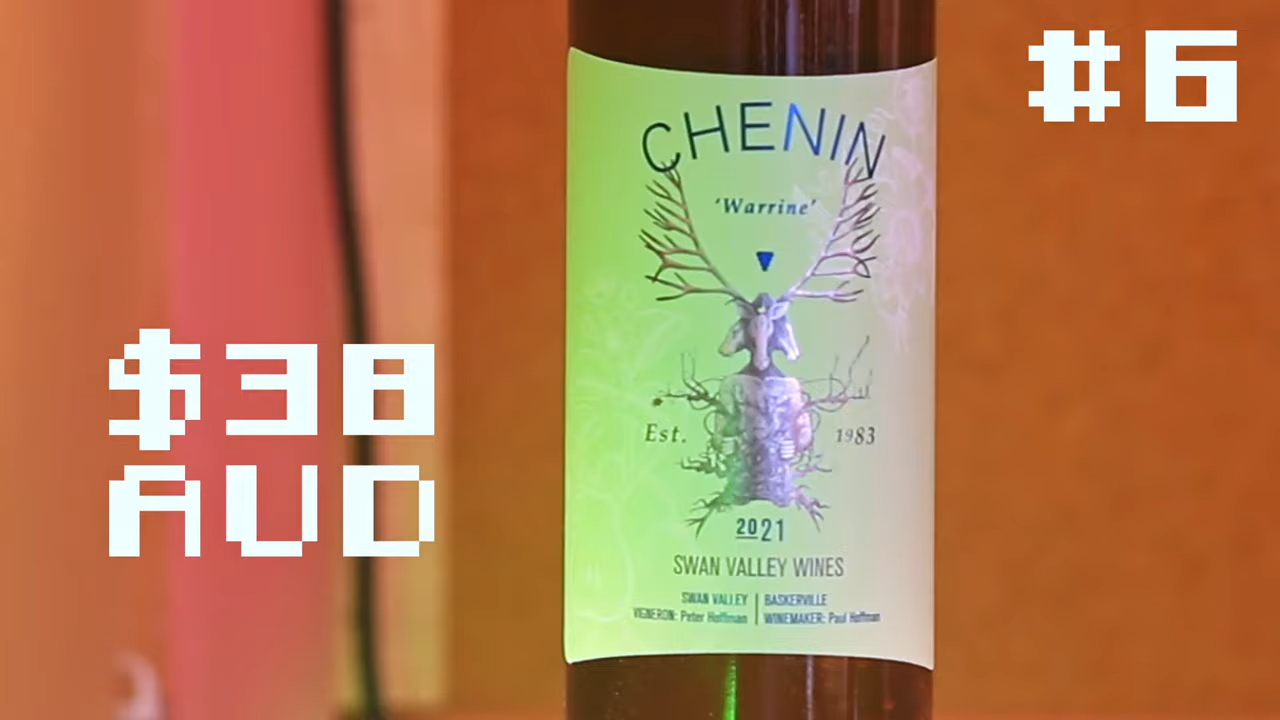 #6
CHENIN
‘Warrine’
$38
AUD
Est. 1983
2021
SWAN VALLEY WINES
SWAN VALLEY | BASKERVILLE
VIGNERON: Peter Hoffman | WINEMAKER: Paul Hoffman